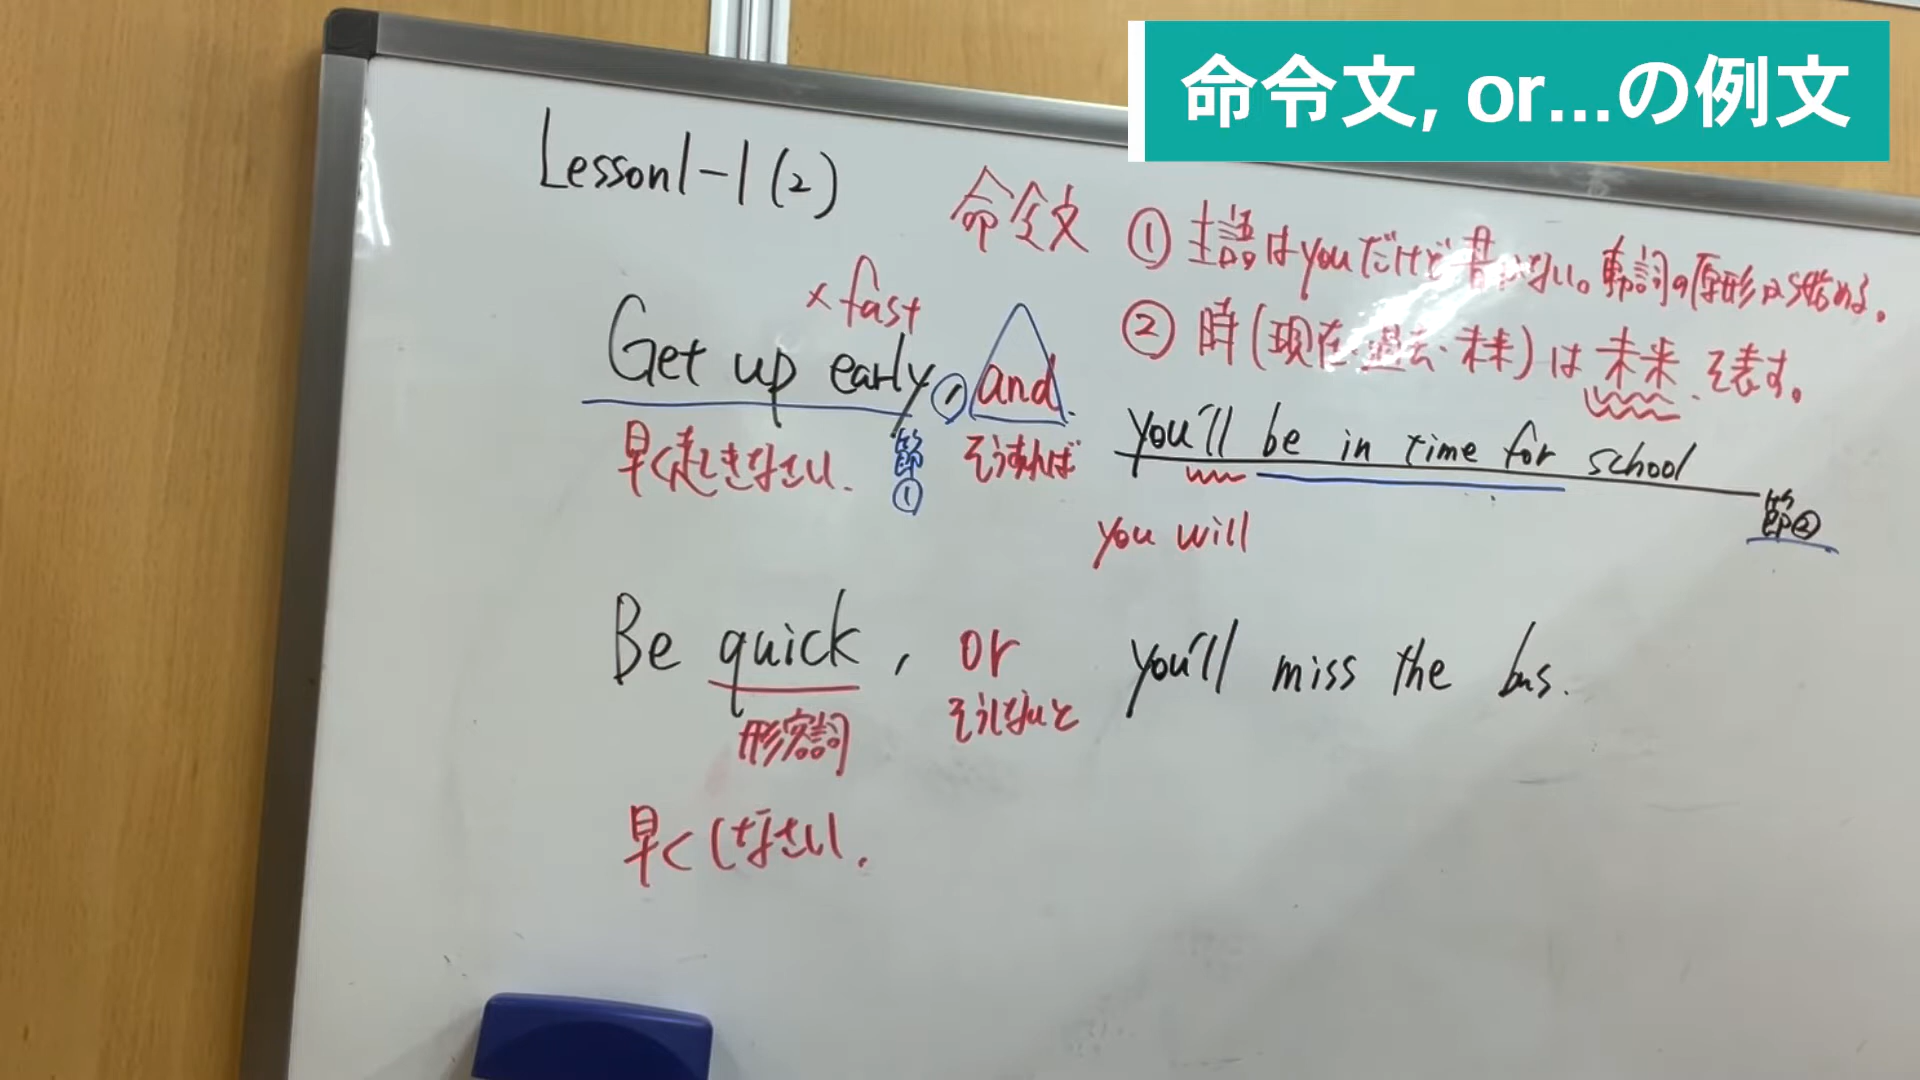 命令文, or...の例文
Lesson1-1(2)
命令文 ① 主語はyouだけど書かない。動詞の原形から始める。
② 時(現在・過去・未来)は未来を表す。
×fast
Get up early, and you'll be in time for school
早く起きなさい. 節① そうすれば
節②
you will
Be quick, or you'll miss the bus.
形容詞 そうしないと
早くしなさい.